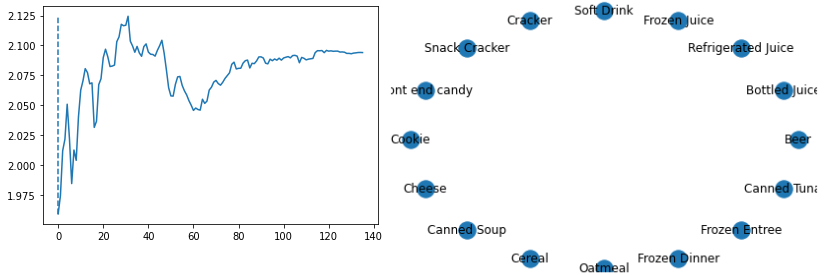 2.125
2.100
2.075
2.050
2.025
2.000
1.975
0 20 40 60 80 100 120 140
Soft Drink
Cracker
Frozen Juice
Snack Cracker
Refrigerated Juice
ont end candy
Bottled Juice
Cookie
Beer
Cheese
Canned Tuna
Canned Soup
Frozen Entree
Cereal
Frozen Dinner
Oatmeal